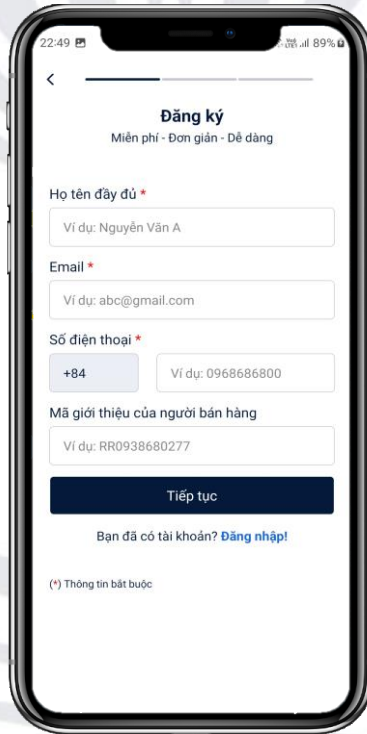 22:49
89%
Đăng ký
Miễn phí - Đơn giản - Dễ dàng
Họ tên đầy đủ *
Ví dụ: Nguyễn Văn A
Email *
Ví dụ: abc@gmail.com
Số điện thoại *
+84 Ví dụ: 0968686800
Mã giới thiệu của người bán hàng
Ví dụ: RR0938680277
Tiếp tục
Bạn đã có tài khoản? Đăng nhập!
(*) Thông tin bắt buộc